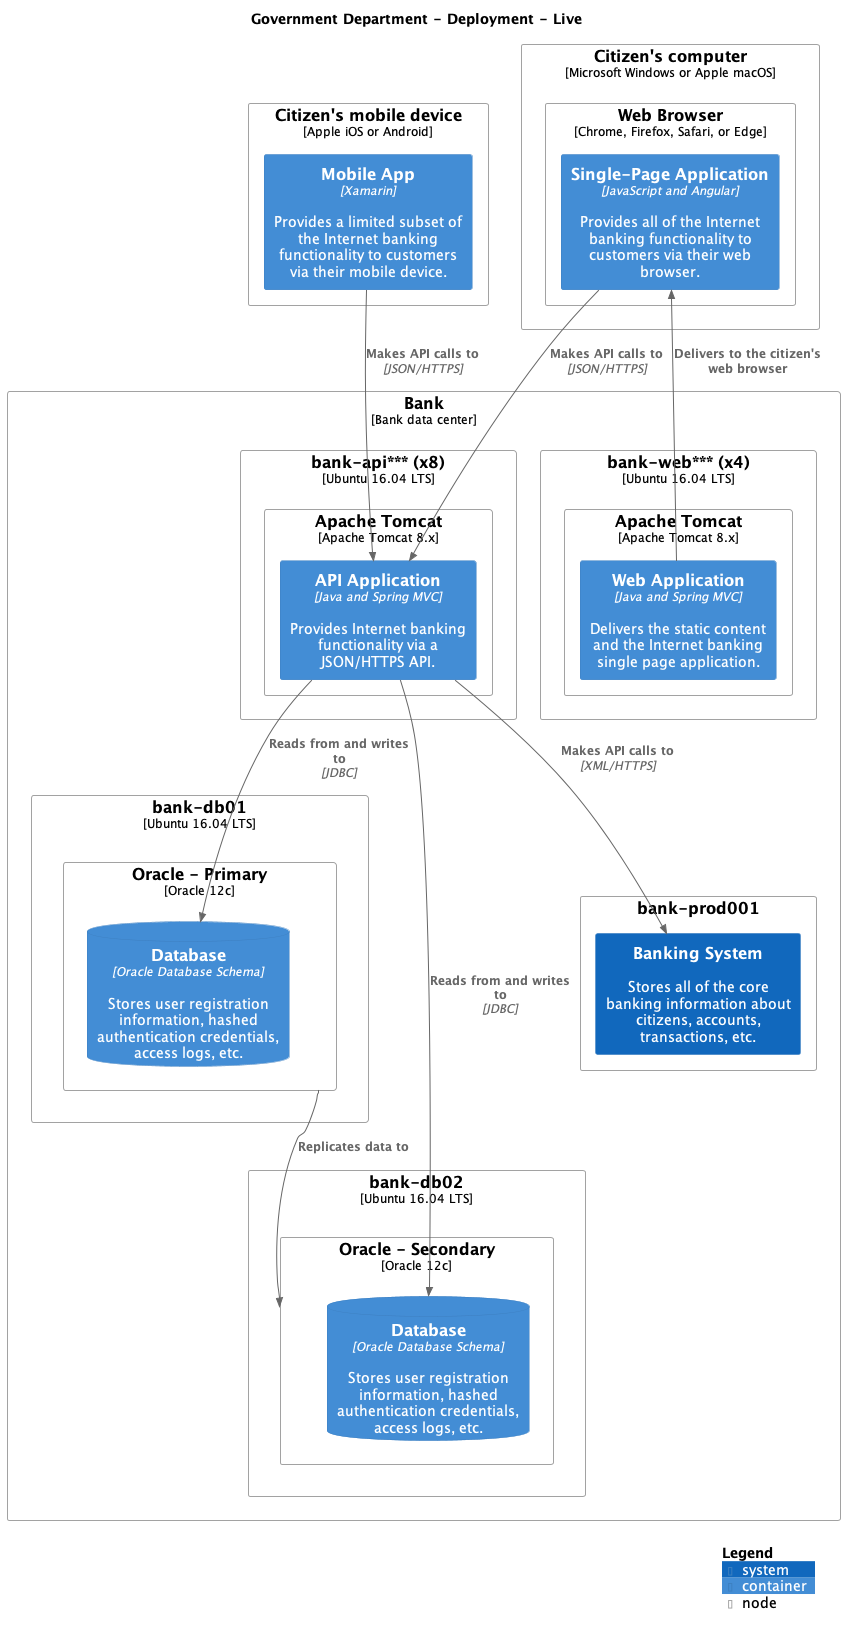 Government Department - Deployment - Live
Citizen's computer
[Microsoft Windows or Apple macOS]
Citizen's mobile device
[Apple iOS or Android]
Web Browser
[Chrome, Firefox, Safari, or Edge]
Mobile App
[Xamarin]
Provides a limited subset of
the Internet banking
functionality to customers
via their mobile device.
Single-Page Application
[JavaScript and Angular]
Provides all of the Internet
banking functionality to
customers via their web
browser.
Makes API calls to
[JSON/HTTPS]
Makes API calls to
[JSON/HTTPS]
Delivers to the citizen's
web browser
Bank
[Bank data center]
bank-api*** (x8)
[Ubuntu 16.04 LTS]
Apache Tomcat
[Apache Tomcat 8.x]
API Application
[Java and Spring MVC]
Provides Internet banking
functionality via a
JSON/HTTPS API.
bank-web*** (x4)
[Ubuntu 16.04 LTS]
Apache Tomcat
[Apache Tomcat 8.x]
Web Application
[Java and Spring MVC]
Delivers the static content
and the Internet banking
single page application.
Reads from and writes
to
[JDBC]
Makes API calls to
[XML/HTTPS]
bank-db01
[Ubuntu 16.04 LTS]
Oracle - Primary
[Oracle 12c]
Database
[Oracle Database Schema]
Stores user registration
information, hashed
authentication credentials,
access logs, etc.
Reads from and writes
to
[JDBC]
bank-prod001
Banking System
Stores all of the core
banking information about
citizens, accounts,
transactions, etc.
Replicates data to
bank-db02
[Ubuntu 16.04 LTS]
Oracle - Secondary
[Oracle 12c]
Database
[Oracle Database Schema]
Stores user registration
information, hashed
authentication credentials,
access logs, etc.
Legend
system
container
node